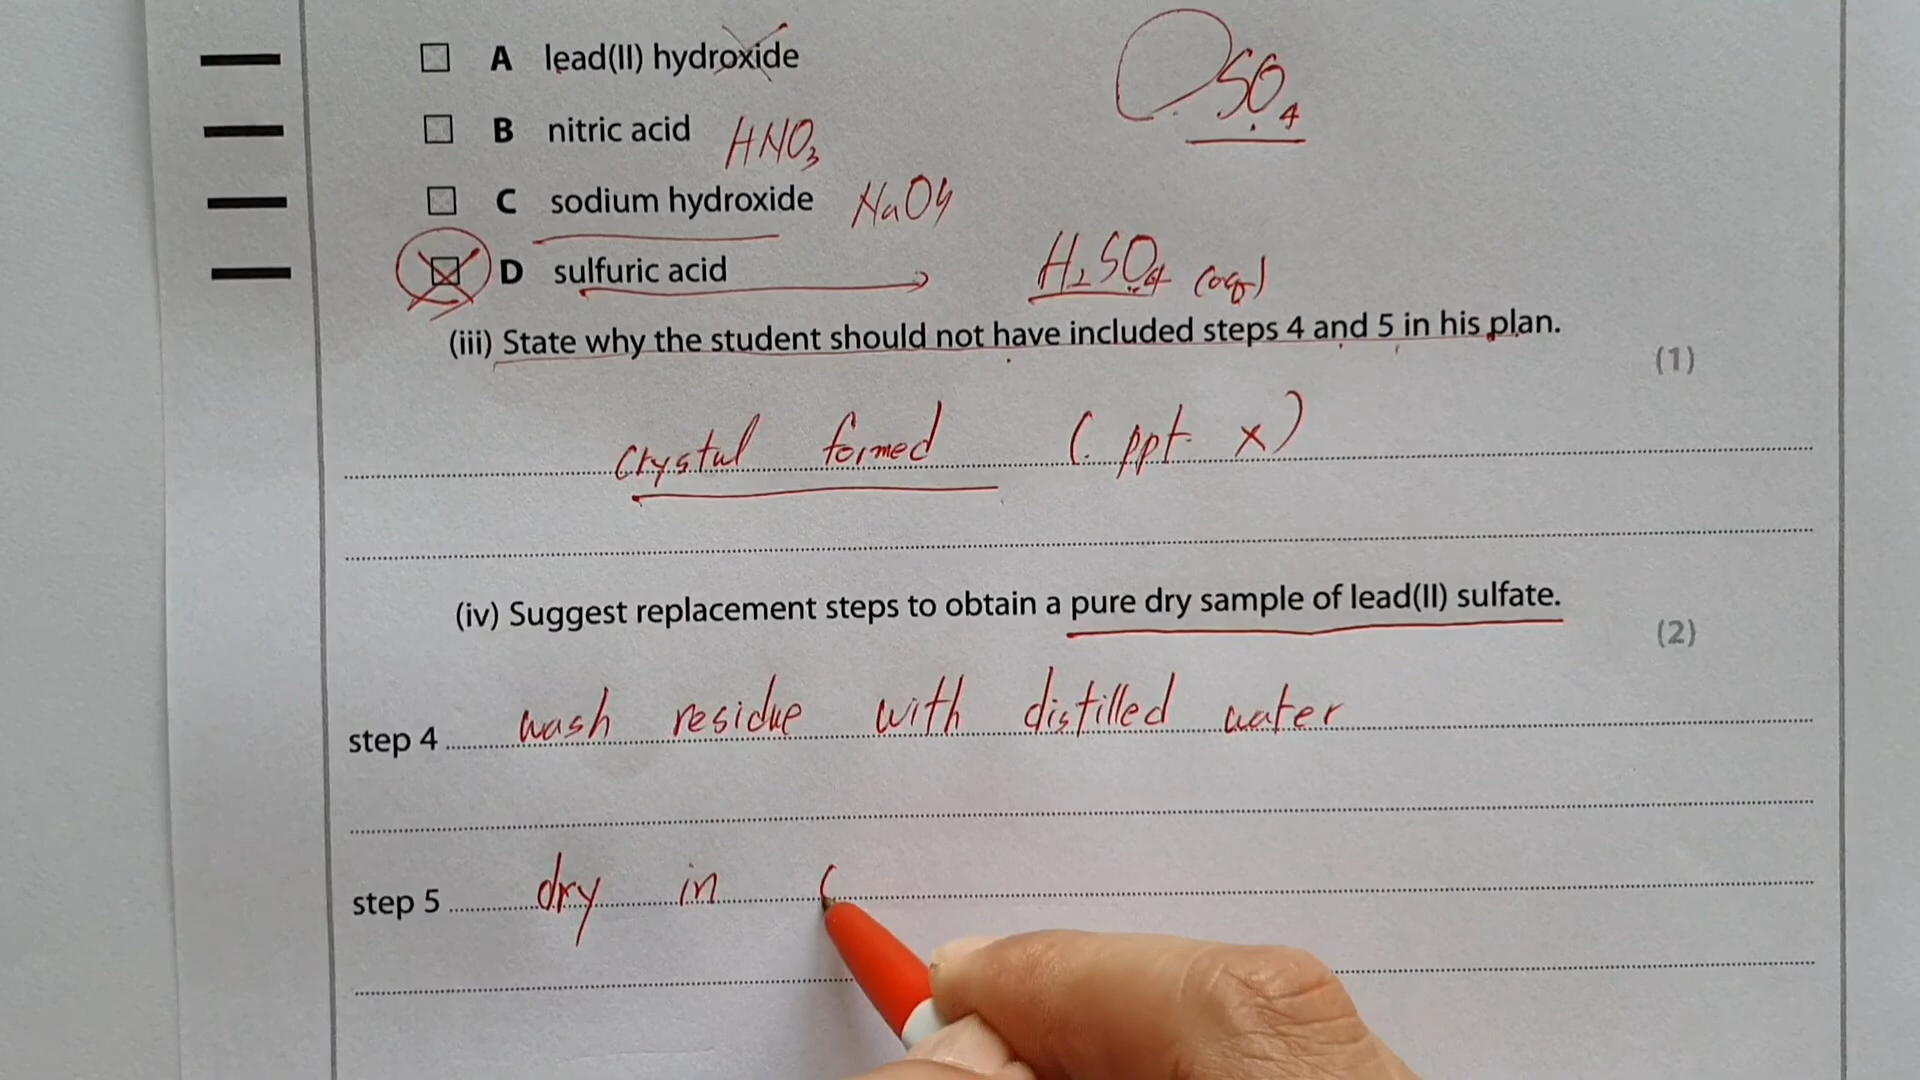 A lead(II) hydroxide
SO4
B nitric acid HNO3
C sodium hydroxide NaOH
D sulfuric acid → H2SO4 (aq)
(iii) State why the student should not have included steps 4 and 5 in his plan.
(1)
Crystal formed (ppt x)
(iv) Suggest replacement steps to obtain a pure dry sample of lead(II) sulfate.
(2)
step 4 wash residue with distilled water
step 5 dry in